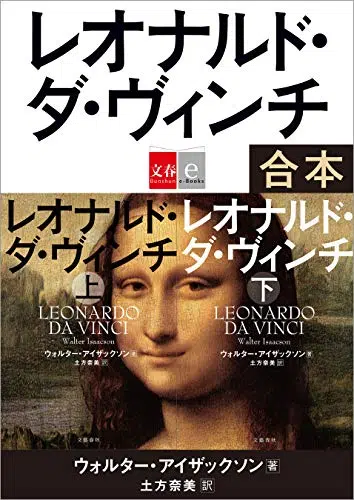 レオナルド・
ダ・ヴィンチ
文春
e
Bunshun e-Books
合本
レオナルド・
ダ・ヴィンチ
上
LEONARDO
DA VINCI
Walter Isaacson
ウォルター・アイザックソン 著
土方奈美 訳
文藝春秋
レオナルド・
ダ・ヴィンチ
下
LEONARDO
DA VINCI
Walter Isaacson
ウォルター・アイザックソン 著
土方奈美 訳
文藝春秋
ウォルター・アイザックソン 著
土方奈美 訳